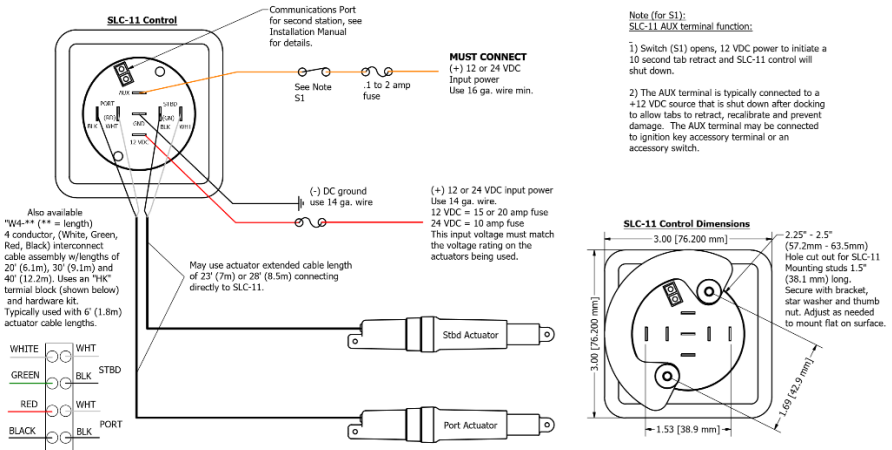 SLC-11 Control
Communications Port
for second station, see
Installation Manual
for details.
AUX
PORT
STBD
(RD)
(GN)
BLK
WHT
GND
BLK
WHT
12 VDC
See Note
S1
.1 to 2 amp
fuse
MUST CONNECT
(+) 12 or 24 VDC
Input power
Use 16 ga. wire min.
Note (for S1):
SLC-11 AUX terminal function:
1) Switch (S1) opens, 12 VDC power to initiate a
10 second tab retract and SLC-11 control will
shut down.
2) The AUX terminal is typically connected to a
+12 VDC source that is shut down after docking
to allow tabs to retract, recalibrate and prevent
damage. The AUX terminal may be connected
to ignition key accessory terminal or an
accessory switch.
(-) DC ground
use 14 ga. wire
(+) 12 or 24 VDC input power
Use 14 ga. wire.
12 VDC = 15 or 20 amp fuse
24 VDC = 10 amp fuse
This input voltage must match
the voltage rating on the
actuators being used.
Also available
"W4-** (** = length)
4 conductor, (White, Green,
Red, Black) interconnect
cable assembly w/lengths of
20' (6.1m), 30' (9.1m) and
40' (12.2m). Uses an "HK"
termial block (shown below)
and hardware kit.
Typically used with 6' (1.8m)
actuator cable lengths.
May use actuator extended cable length
of 23' (7m) or 28' (8.5m) connecting
directly to SLC-11.
WHITE
WHT
GREEN
BLK
STBD
RED
WHT
BLACK
BLK
PORT
Stbd Actuator
Port Actuator
SLC-11 Control Dimensions
3.00 [76.200 mm]
3.00 [76.200 mm]
2.25" - 2.5"
(57.2mm - 63.5mm)
Hole cut out for SLC-11
Mounting studs 1.5"
(38.1 mm) long.
Secure with bracket,
star washer and thumb
nut. Adjust as needed
to mount flat on surface.
1.69 [42.9 mm]
1.53 [38.9 mm]